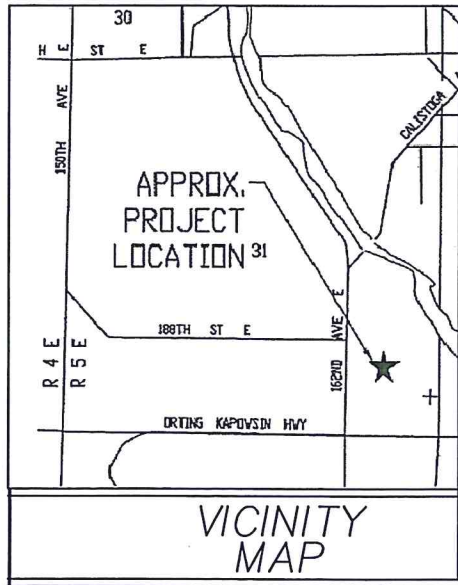 30
H E ST E
150TH AVE
CALISTOGA
APPROX.
PROJECT
LOCATION 31
188TH ST E
162ND AVE E
R 4 E
R 5 E
ORTING KAPOWSIN HWY
VICINITY
MAP